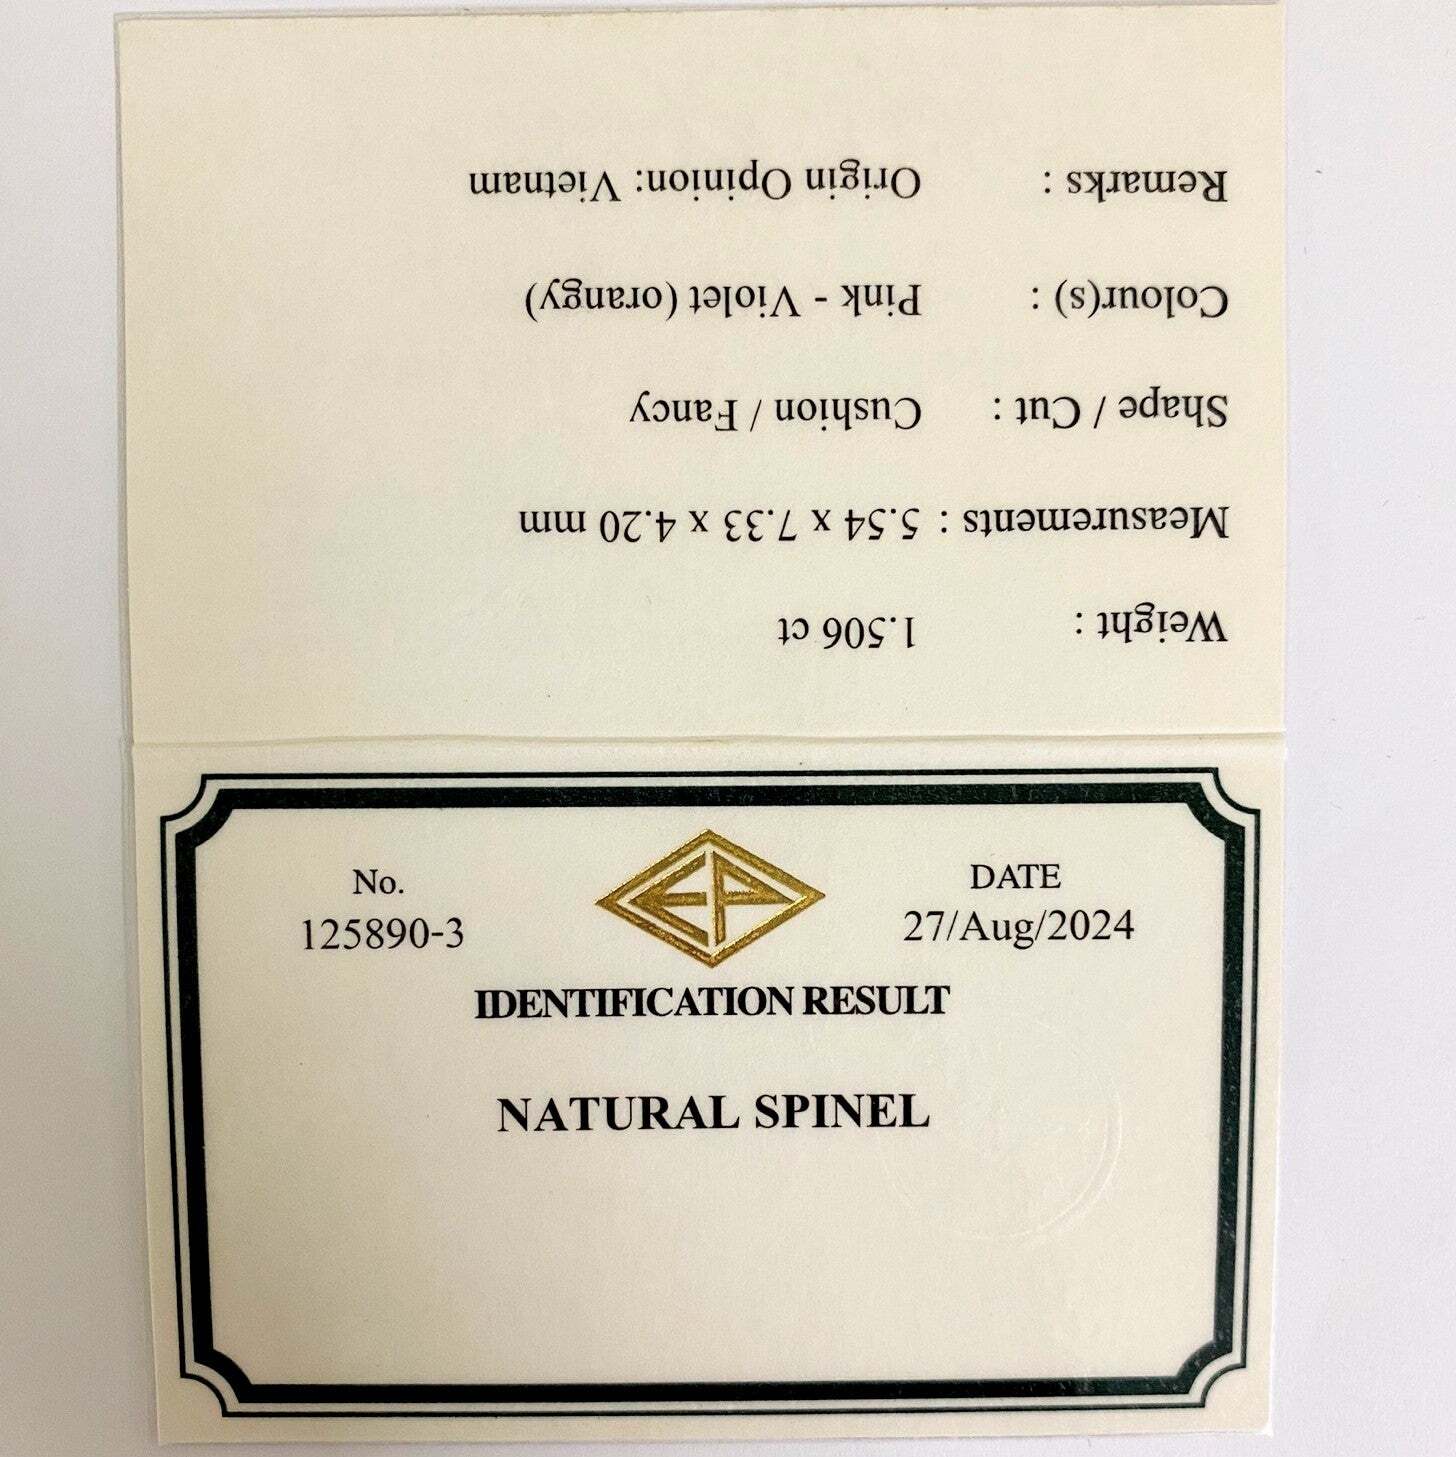 No.
125890-3
EP
DATE
27/Aug/2024
IDENTIFICATION RESULT
NATURAL SPINEL
Weight : 1.506 ct
Measurements : 5.54 x 7.33 x 4.20 mm
Shape / Cut : Cushion / Fancy
Colour(s) : Pink - Violet (orangy)
Remarks : Origin Opinion: Vietnam